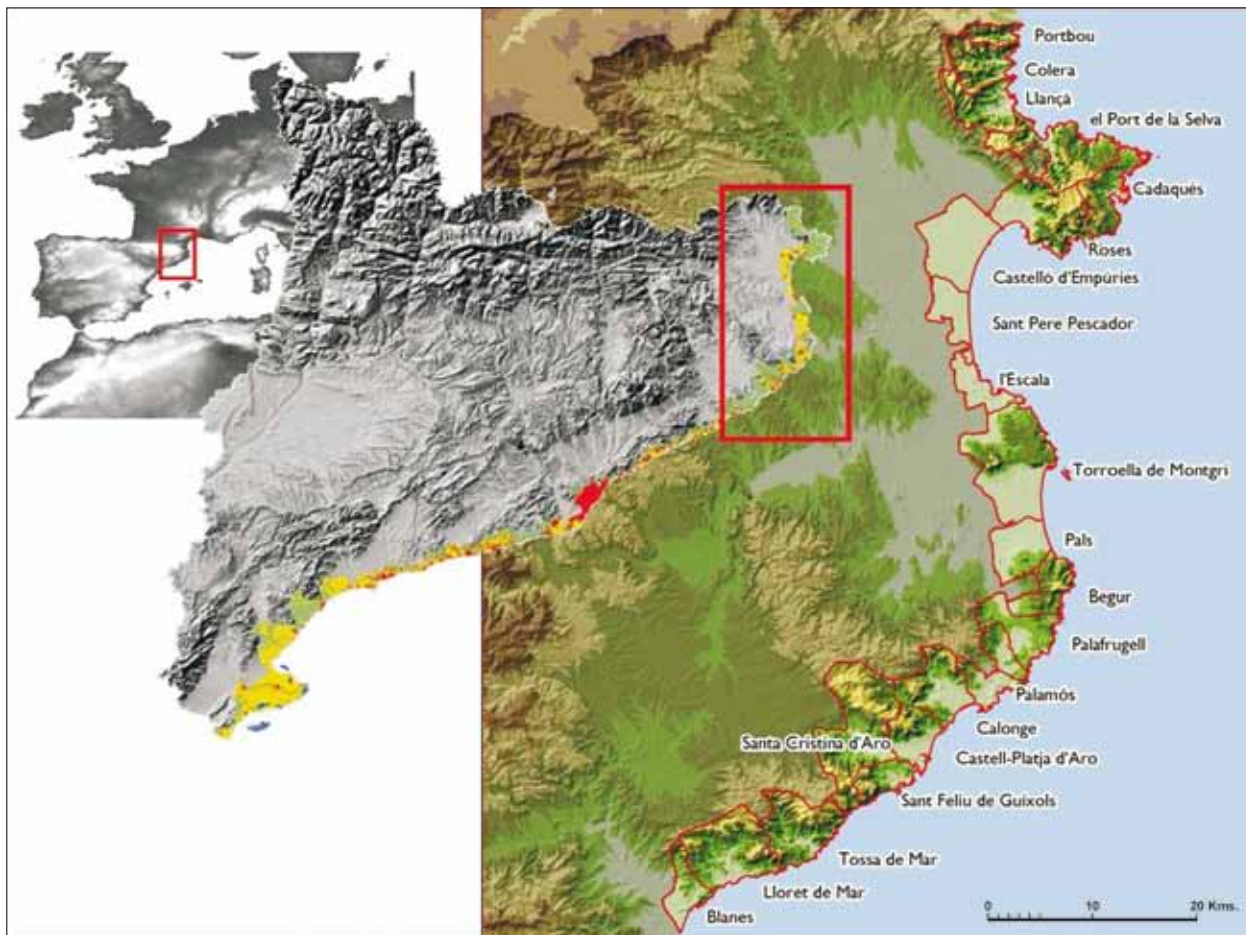 Portbou
Colera
Llançà
el Port de la Selva
Cadaqués
Roses
Castelló d'Empúries
Sant Pere Pescador
l'Escala
Torroella de Montgrí
Pals
Begur
Palafrugell
Palamós
Calonge
Santa Cristina d'Aro
Castell-Platja d'Aro
Sant Feliu de Guíxols
Tossa de Mar
Lloret de Mar
Blanes
0 10 20 Kms.